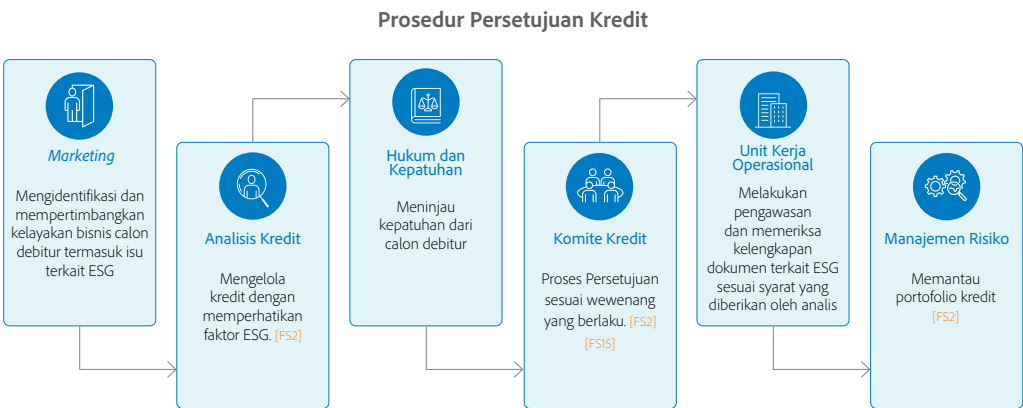 Prosedur Persetujuan Kredit
Marketing
Mengidentifikasi dan
mempertimbangkan
kelayakan bisnis calon
debitur termasuk isu
terkait ESG
Analisis Kredit
Mengelola
kredit dengan
memperhatikan
faktor ESG. [FS2]
Hukum dan
Kepatuhan
Meninjau
kepatuhan dari
calon debitur
Komite Kredit
Proses Persetujuan
sesuai wewenang
yang berlaku. [FS2]
[FS15]
Unit Kerja
Operasional
Melakukan
pengawasan
dan memeriksa
kelengkapan
dokumen terkait ESG
sesuai syarat yang
diberikan oleh analis
Manajemen Risiko
Memantau
portofolio kredit
[FS2]